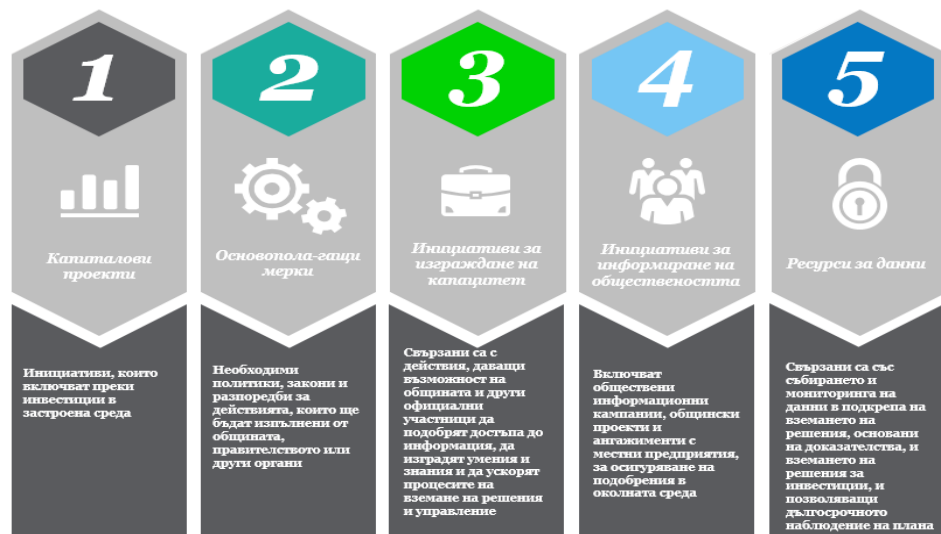 1
Капиталови
проекти
Инициативи, които
включват преки
инвестиции в
застроена среда
2
Основопола-гащи
мерки
Необходими
политики, закони и
разпоредби за
действията, които ще
бъдат изпълнени от
общината,
правителството или
други органи
3
Инициативи за
изграждане на
капацитет
Свързани са с
действия, даващи
възможност на
общината и други
официални
участници да
подобрят достъпа до
информация, да
изградят умения и
знания и да ускорят
процесите на
вземане на решения
и управление
4
Инициативи за
информиране на
обществеността
Включват
обществени
информационни
кампании, общински
проекти и
ангажименти с
местни предприятия,
за осигуряване на
подобрения в
околната среда
5
Ресурси за данни
Свързани са със
събирането и
мониторинга на
данни в подкрепа на
вземането на
решения, основани
на доказателства, и
вземането на
решения за
инвестиции, и
позволяващи
дългосрочното
наблюдение на плана